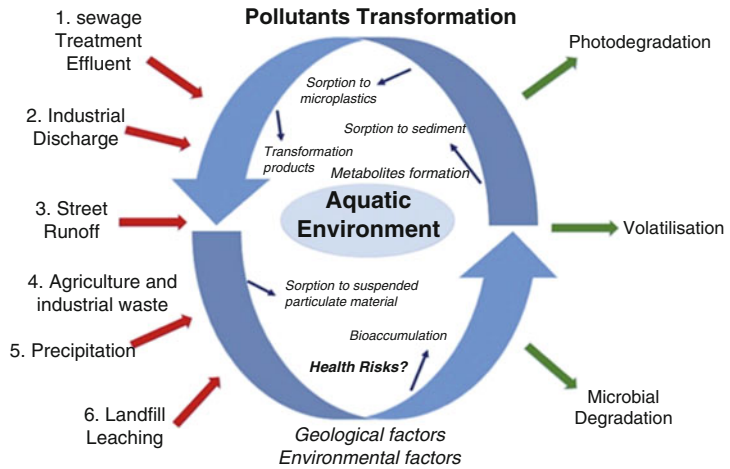 Pollutants Transformation
1. sewage
Treatment
Effluent
2. Industrial
Discharge
3. Street
Runoff
4. Agriculture and
industrial waste
5. Precipitation
6. Landfill
Leaching
Sorption to
microplastics
Transformation
products
Sorption to sediment
Metabolites formation
Aquatic
Environment
Sorption to suspended
particulate material
Bioaccumulation
Health Risks?
Geological factors
Environmental factors
Photodegradation
Volatilisation
Microbial
Degradation